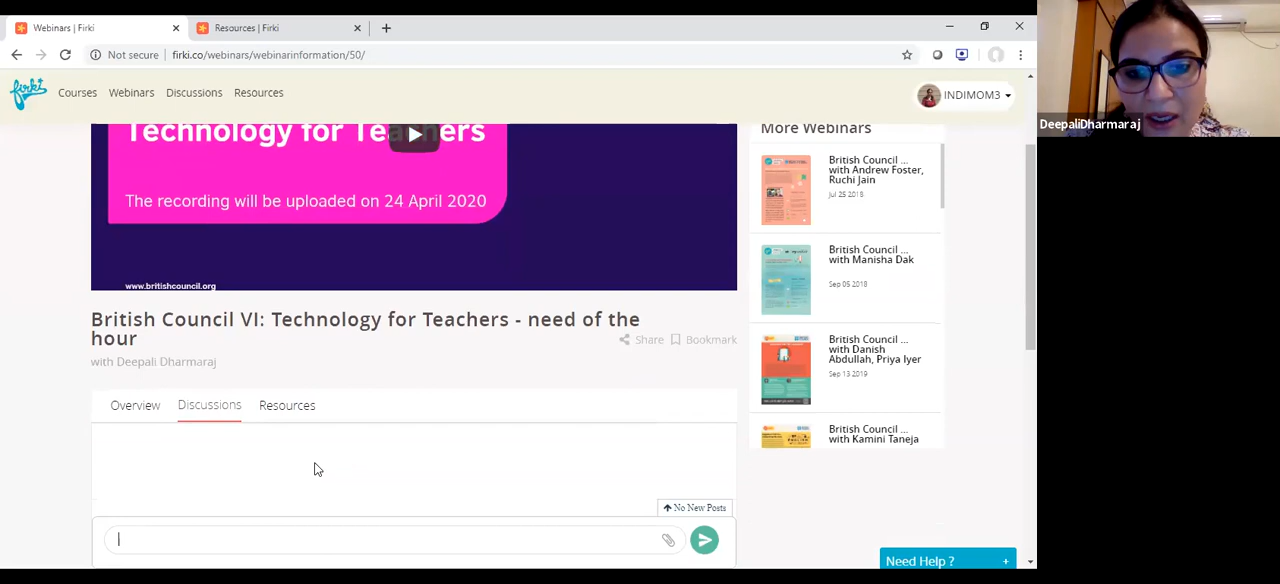 Webinars | Firki
Resources | Firki
Not secure
firki.co/webinars/webinarinformation/50/
firki
Courses
Webinars
Discussions
Resources
INDIMOM3
DeepaliDharmaraj
Technology for Teachers
The recording will be uploaded on 24 April 2020
www.britishcouncil.org
More Webinars
British Council ...
with Andrew Foster,
Ruchi Jain
Jul 25 2018
British Council ...
with Manisha Dak
Sep 05 2018
British Council ...
with Danish
Abdullah, Priya Iyer
Sep 13 2019
British Council ...
with Kamini Taneja
British Council VI: Technology for Teachers - need of the
hour
Share
Bookmark
with Deepali Dharmaraj
Overview
Discussions
Resources
No New Posts
Need Help ?
+